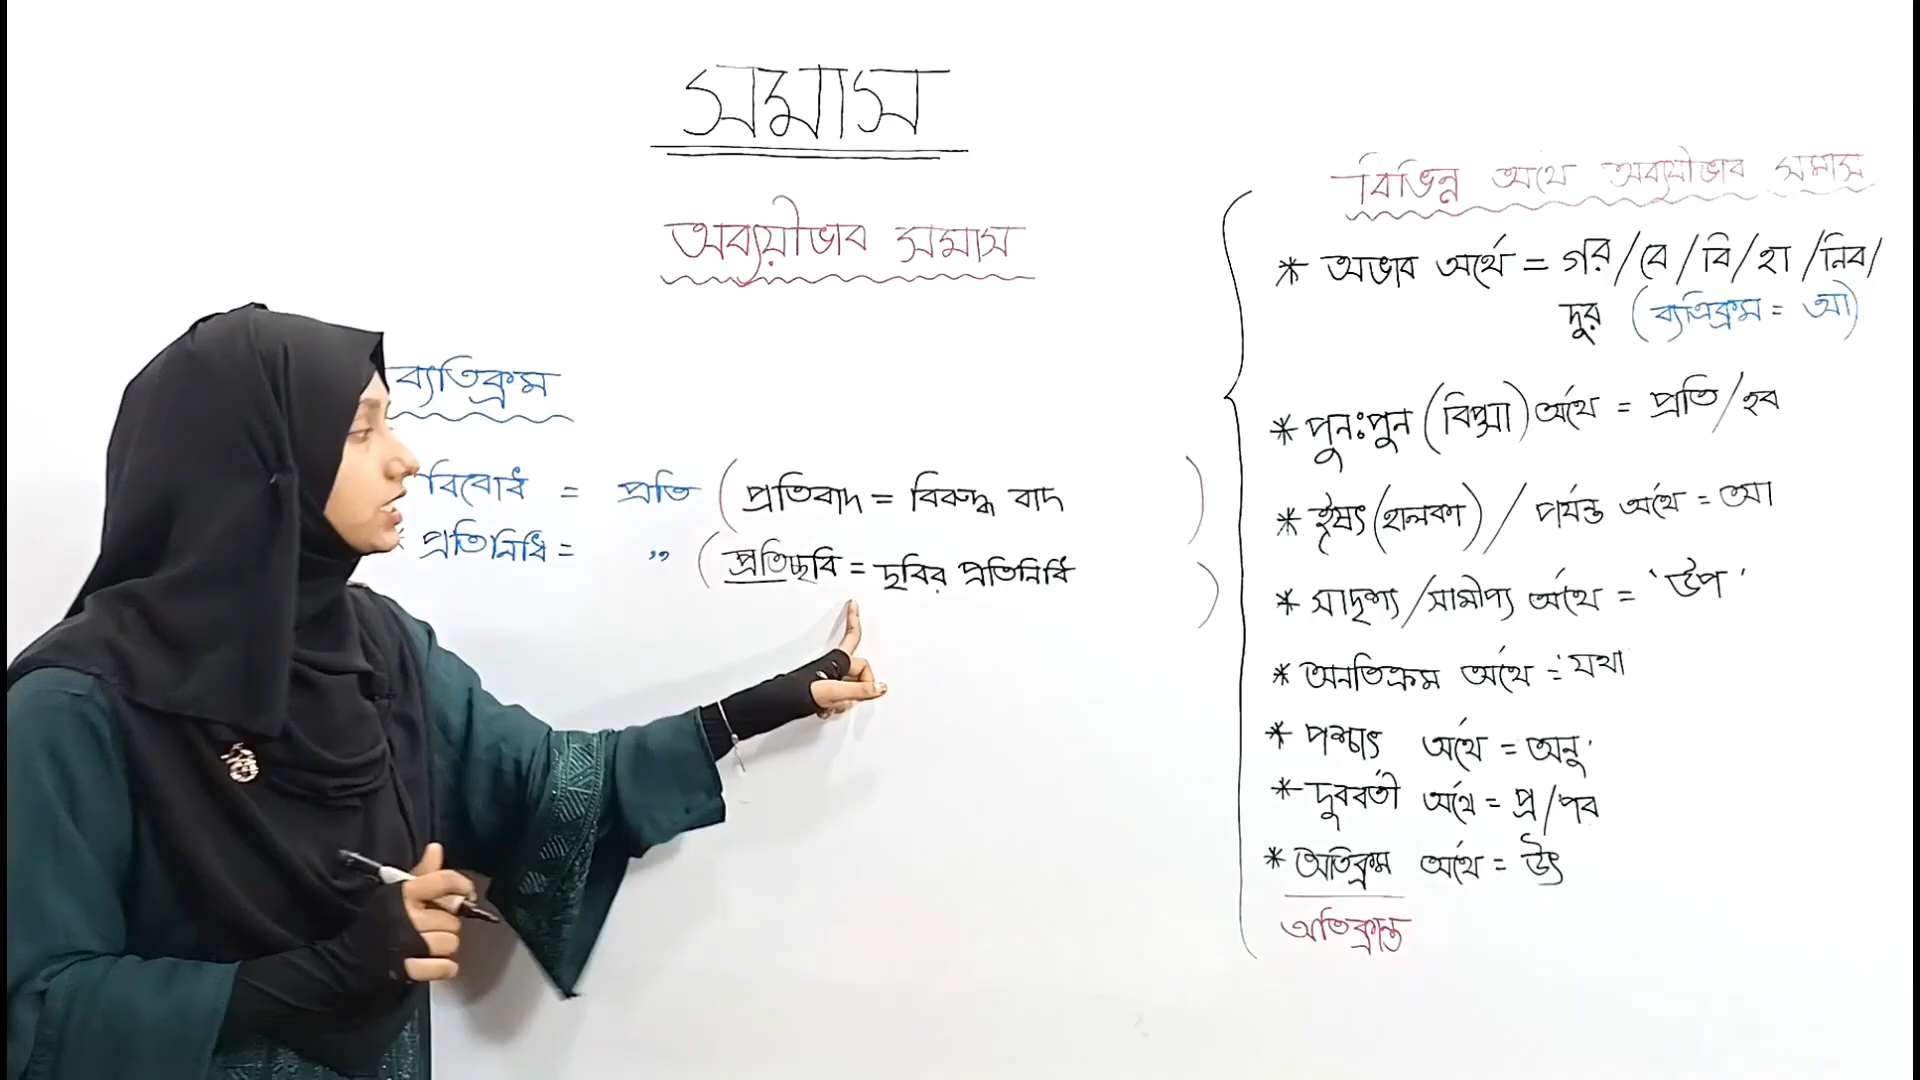 সমাস
অব্যয়ীভাব সমাস
ব্যতিক্রম
বিরোধ = প্রতি (প্রতিবাদ = বিরুদ্ধ বাদ )
* প্রতিনিধি = ,, (প্রতিচ্ছবি = ছবির প্রতিনিধি )
বিভিন্ন অর্থে অব্যয়ীভাব সমাস
* অভাব অর্থে = গর/বে/বি/হা/নির/
দুর (ব্যতিক্রম = আ)
* পুনঃপুন (বিপ্সা) অর্থে = প্রতি/হর
* ঈষৎ (হালকা) / পর্যন্ত অর্থে = আ
* সাদৃশ্য/সামীপ্য অর্থে = 'উপ'
* অনতিক্রম অর্থে = যথা
* পশ্চাৎ অর্থে = অনু
* দুরবর্তী অর্থে = প্র/পর
* অতিক্রম অর্থে = উৎ
অতিক্রান্ত